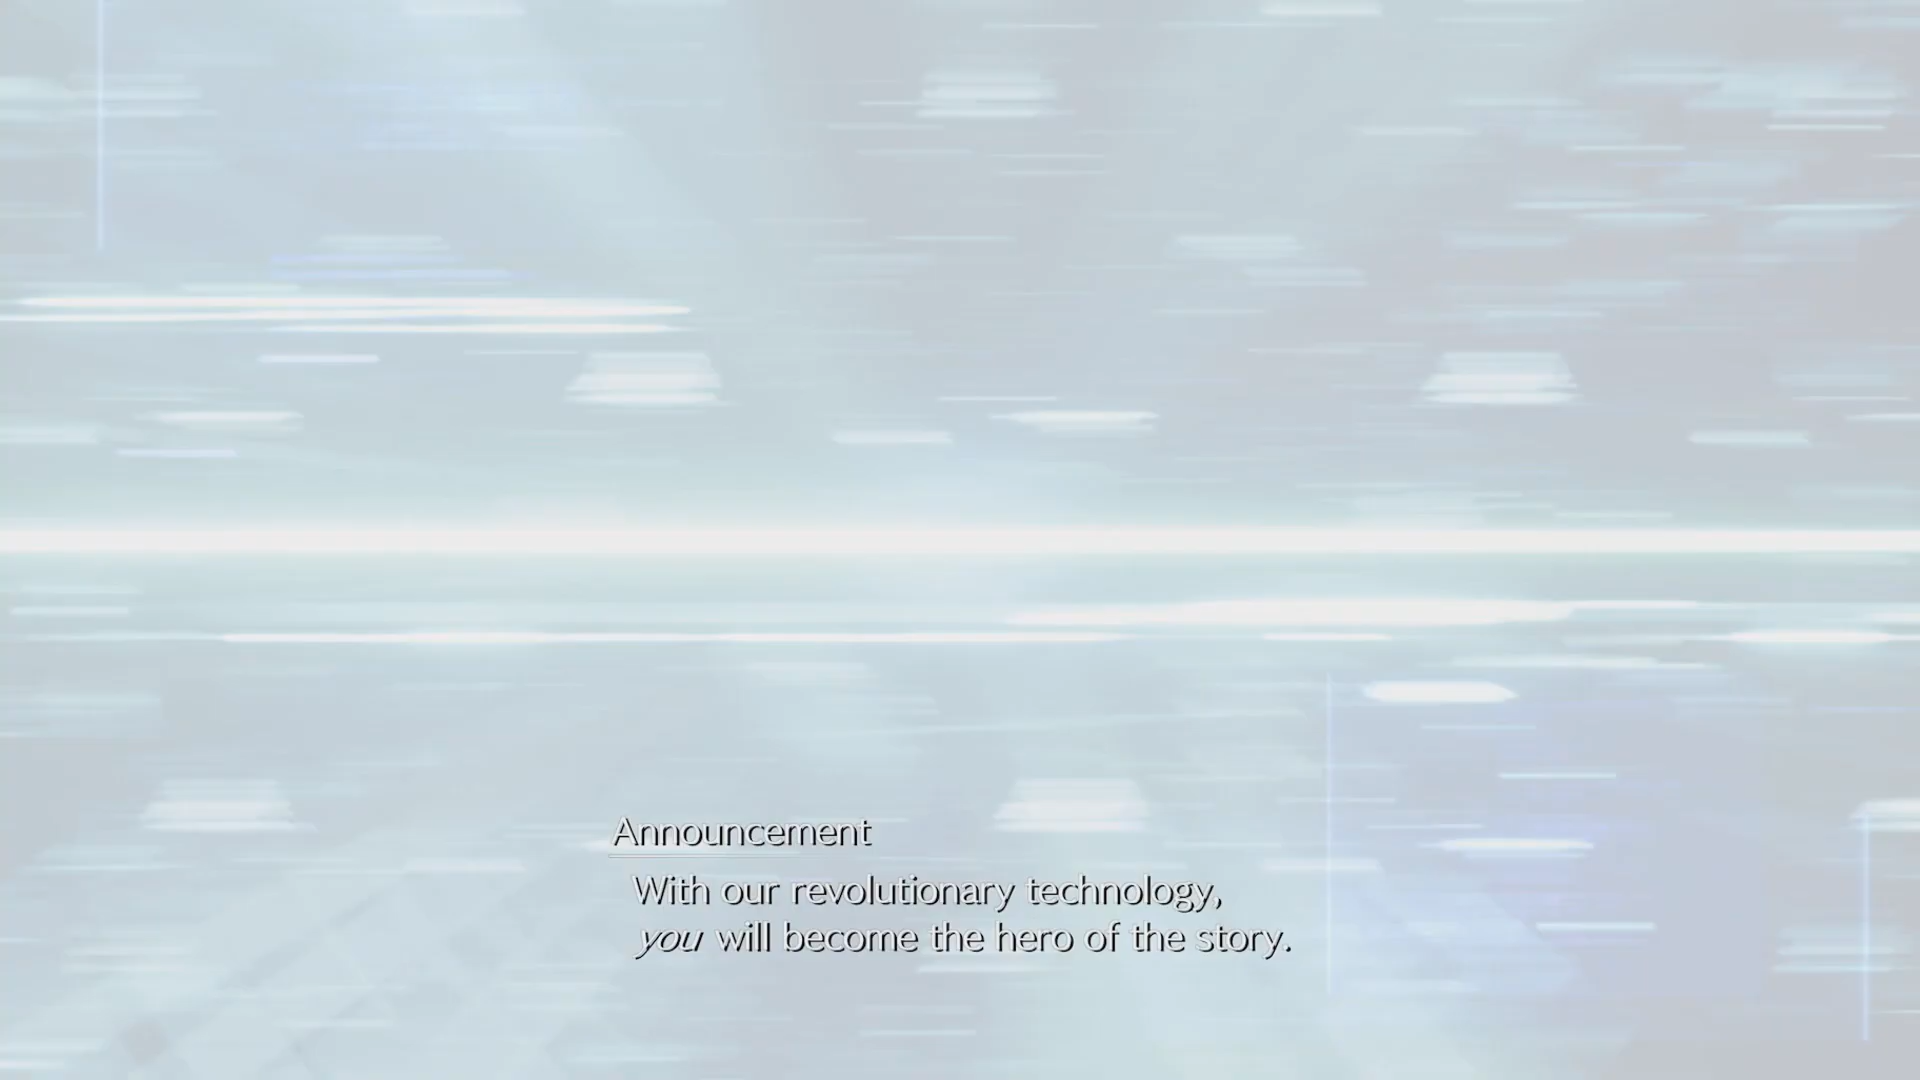 Announcement
With our revolutionary technology,
you will become the hero of the story.